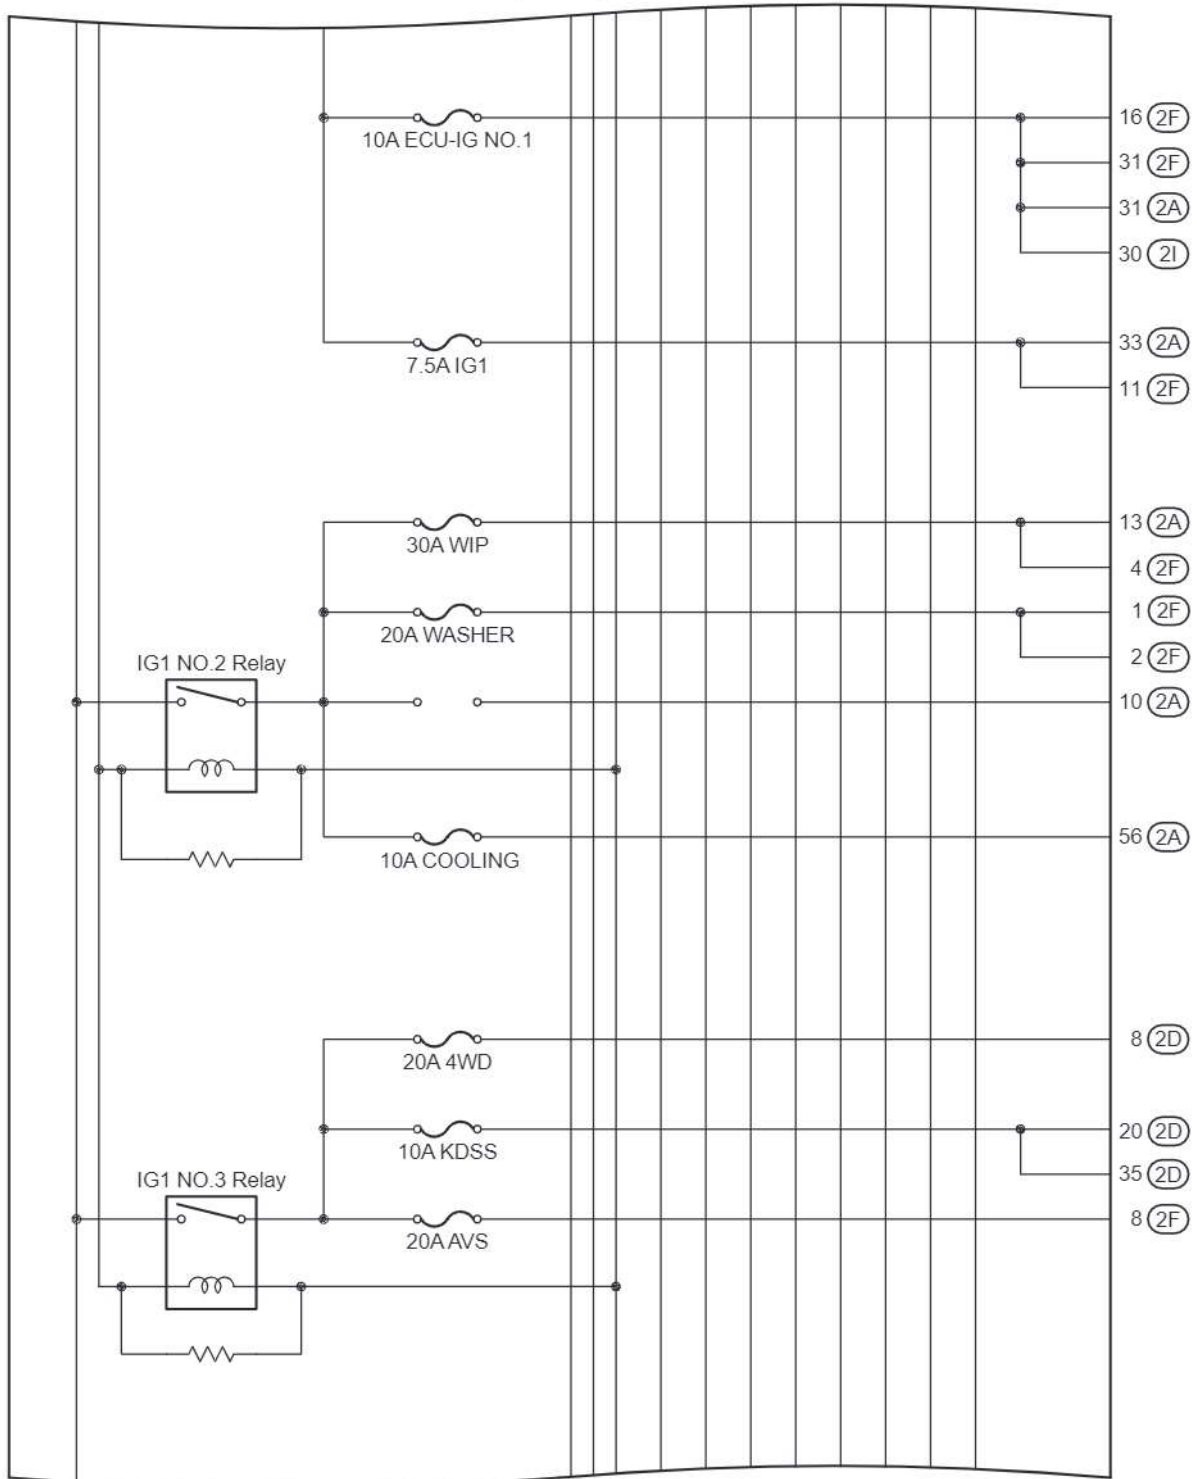 10A ECU-IG NO.1
16 2F
31 2F
31 2A
30 2I
7.5A IG1
33 2A
11 2F
30A WIP
13 2A
4 2F
20A WASHER
1 2F
2 2F
IG1 NO.2 Relay
10 2A
10A COOLING
56 2A
20A 4WD
8 2D
10A KDSS
20 2D
35 2D
IG1 NO.3 Relay
20A AVS
8 2F